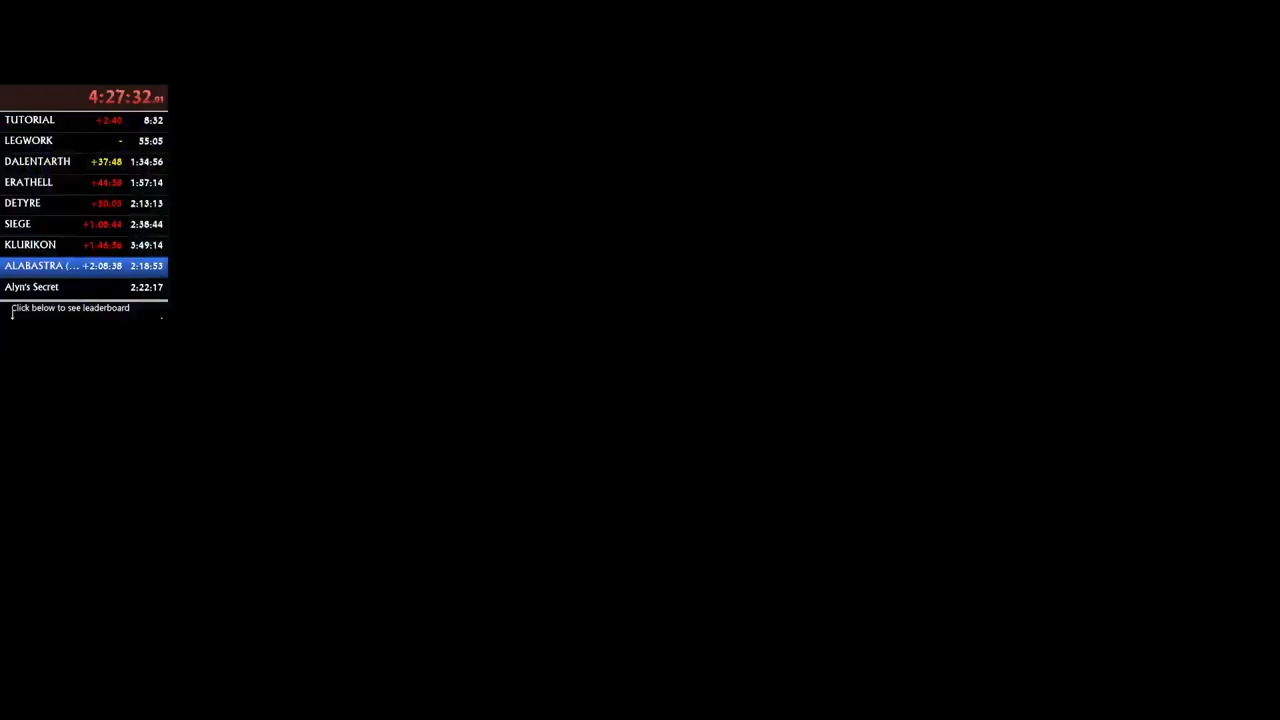 4:27:32.01
TUTORIAL +2:40 8:32
LEGWORK - 55:05
DALENTARTH +37:48 1:34:56
ERATHELL +44:58 1:57:14
DETYRE +50:03 2:13:13
SIEGE +1:08:44 2:38:44
KLURIKON +1:46:56 3:49:14
ALABASTRA (... +2:08:38 2:18:53
Alyn's Secret 2:22:17
Click below to see leaderboard